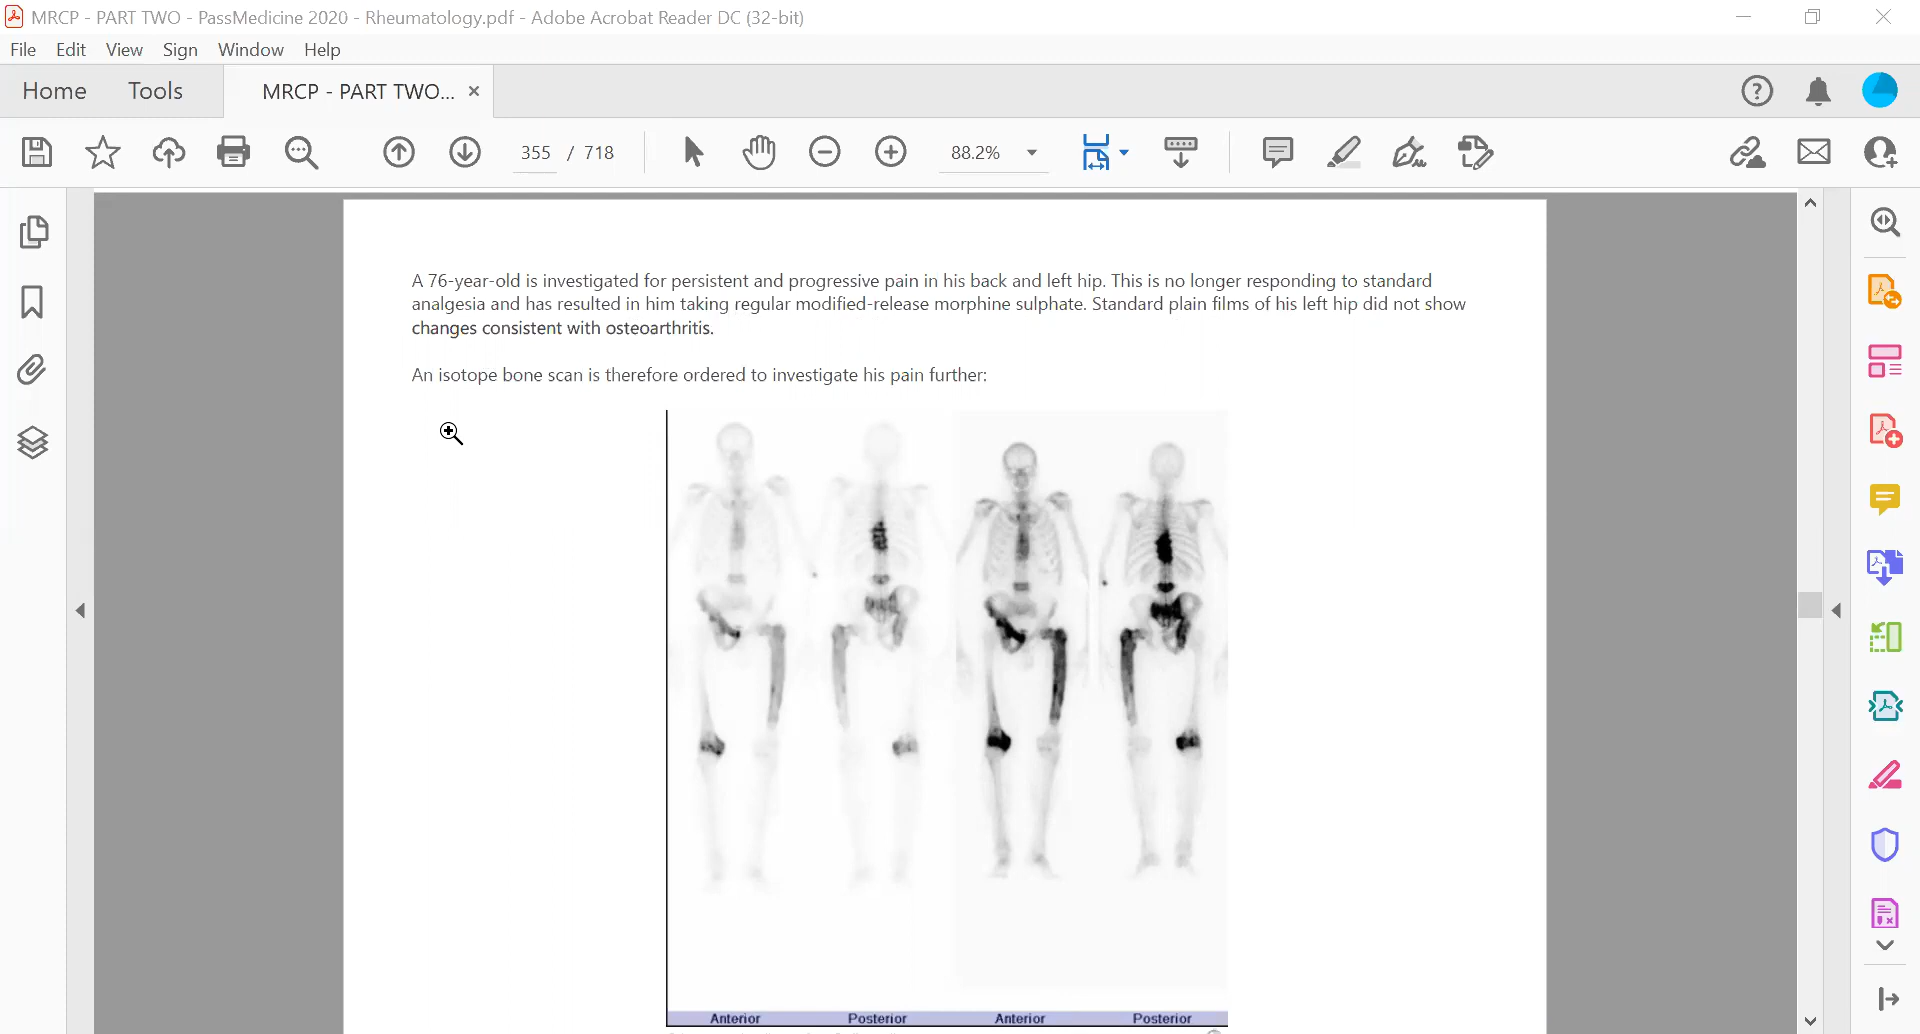 MRCP - PART TWO - PassMedicine 2020 - Rheumatology.pdf - Adobe Acrobat Reader DC (32-bit)
File Edit View Sign Window Help
Home Tools MRCP - PART TWO...
355 / 718 88.2%
A 76-year-old is investigated for persistent and progressive pain in his back and left hip. This is no longer responding to standard
analgesia and has resulted in him taking regular modified-release morphine sulphate. Standard plain films of his left hip did not show
changes consistent with osteoarthritis.
An isotope bone scan is therefore ordered to investigate his pain further:
Anterior Posterior Anterior Posterior